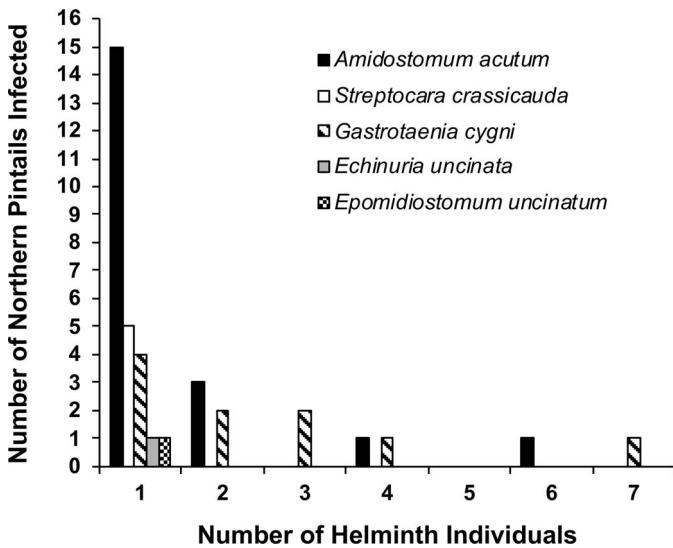 Number of Northern Pintails Infected
16
15
14
13
12
11
10
9
8
7
6
5
4
3
2
1
0
Amidostomum acutum
Streptocara crassicauda
Gastrotaenia cygni
Echinuria uncinata
Epomidiostomum uncinatum
1 2 3 4 5 6 7
Number of Helminth Individuals